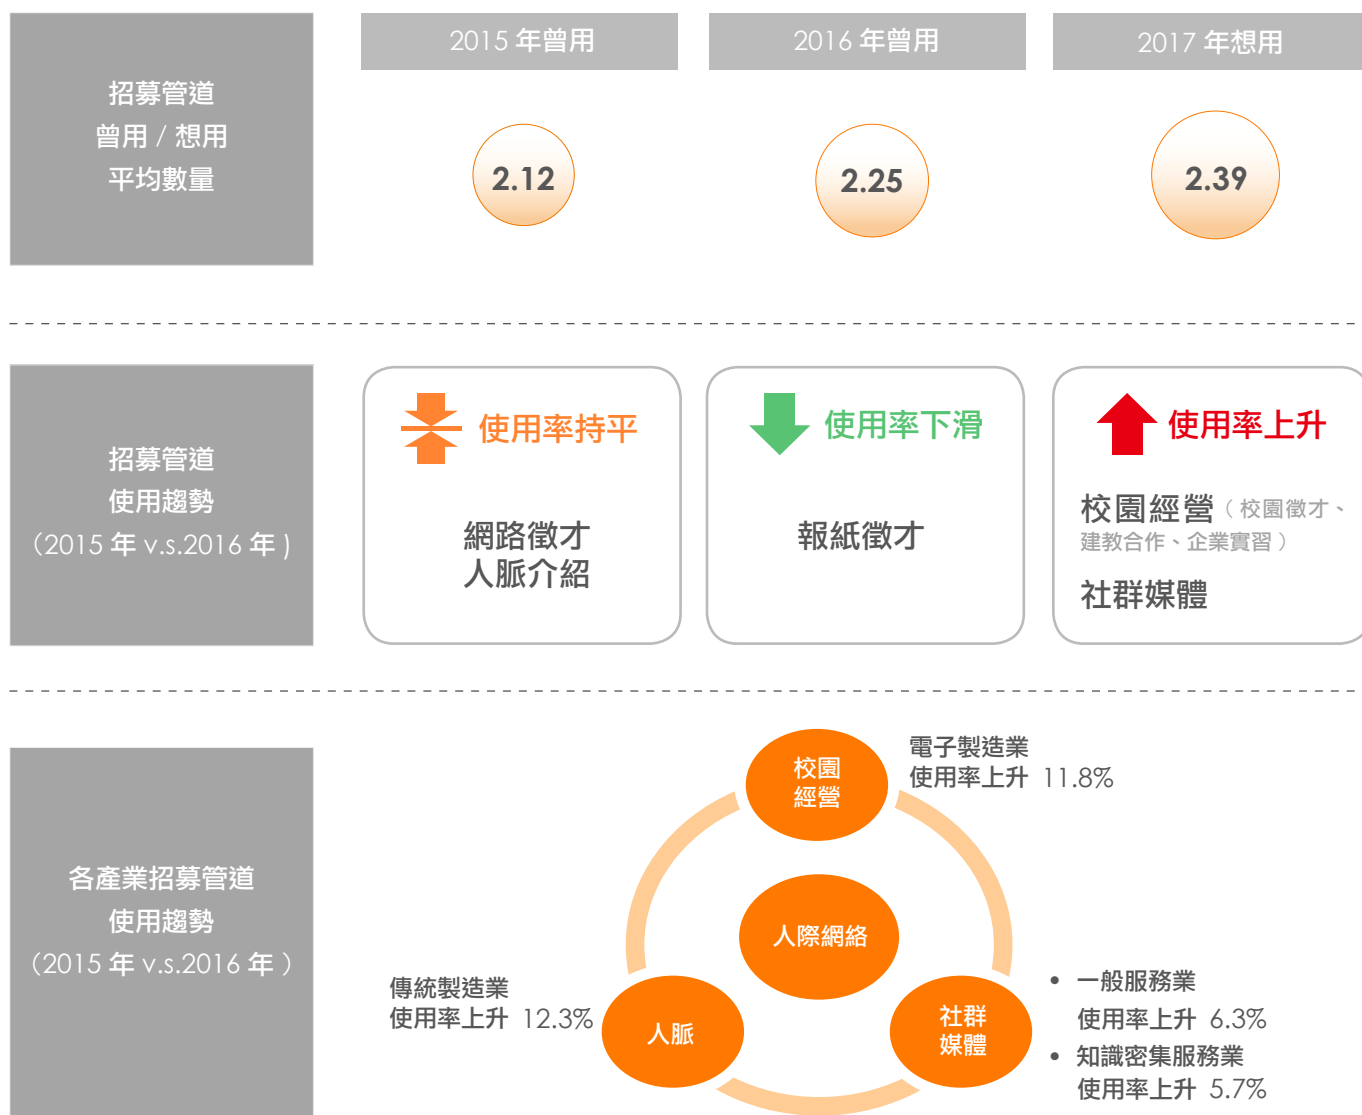 招募管道
曾用 / 想用
平均數量
2015 年曾用
2016 年曾用
2017 年想用
2.12
2.25
2.39
招募管道
使用趨勢
（2015 年 v.s.2016 年 )
使用率持平
網路徵才
人脈介紹
使用率下滑
報紙徵才
使用率上升
校園經營（ 校園徵才、
建教合作、企業實習 ）
社群媒體
各產業招募管道
使用趨勢
（2015 年 v.s.2016 年 ）
校園
經營
電子製造業
使用率上升 11.8%
人際網絡
傳統製造業
使用率上升 12.3%
人脈
社群
媒體
• 一般服務業
使用率上升 6.3%
• 知識密集服務業
使用率上升 5.7%